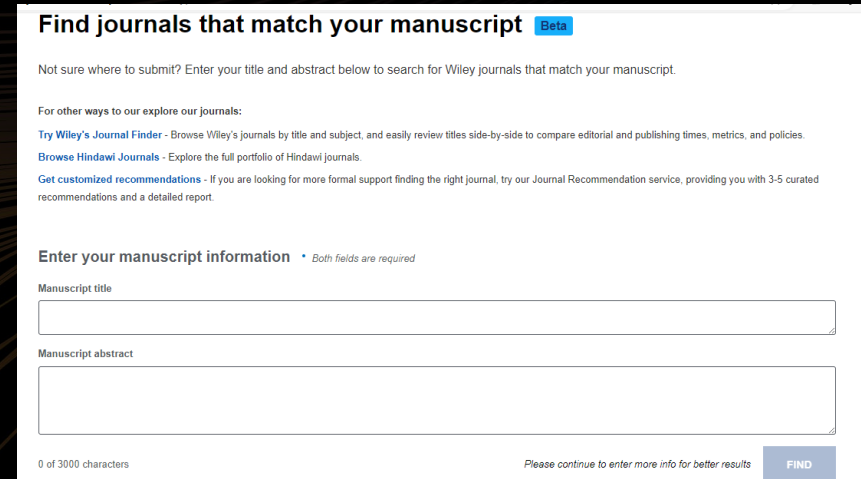 Find journals that match your manuscript Beta
Not sure where to submit? Enter your title and abstract below to search for Wiley journals that match your manuscript.
For other ways to our explore our journals:
Try Wiley's Journal Finder - Browse Wiley's journals by title and subject, and easily review titles side-by-side to compare editorial and publishing times, metrics, and policies.
Browse Hindawi Journals - Explore the full portfolio of Hindawi journals.
Get customized recommendations - If you are looking for more formal support finding the right journal, try our Journal Recommendation service, providing you with 3-5 curated
recommendations and a detailed report.
Enter your manuscript information • Both fields are required
Manuscript title
Manuscript abstract
0 of 3000 characters Please continue to enter more info for better results FIND